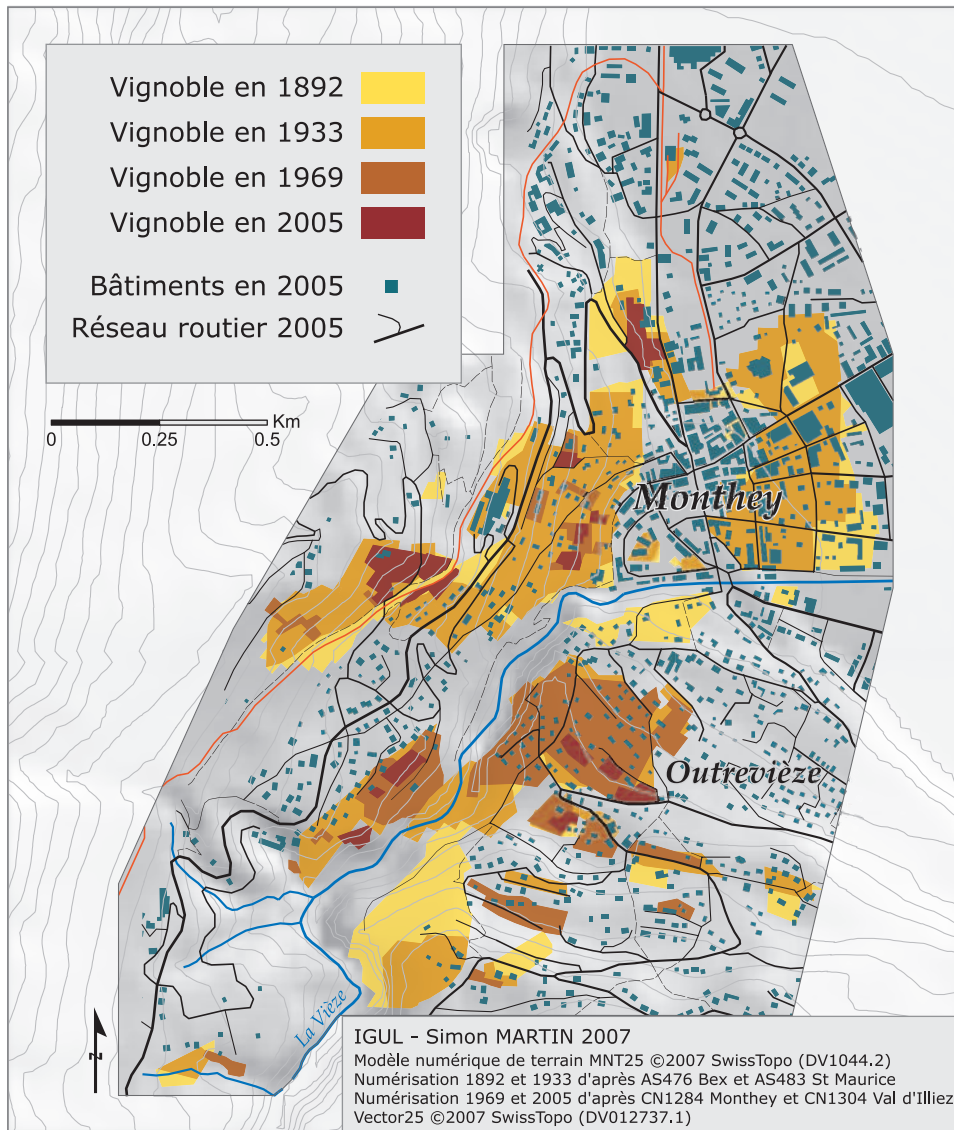 Vignoble en 1892
Vignoble en 1933
Vignoble en 1969
Vignoble en 2005
Bâtiments en 2005
Réseau routier 2005
Km
0 0.25 0.5
Monthey
Outrevièze
La Vièze
N
IGUL - Simon MARTIN 2007
Modèle numérique de terrain MNT25 ©2007 SwissTopo (DV1044.2)
Numérisation 1892 et 1933 d'après AS476 Bex et AS483 St Maurice
Numérisation 1969 et 2005 d'après CN1284 Monthey et CN1304 Val d'Illiez
Vector25 ©2007 SwissTopo (DV012737.1)